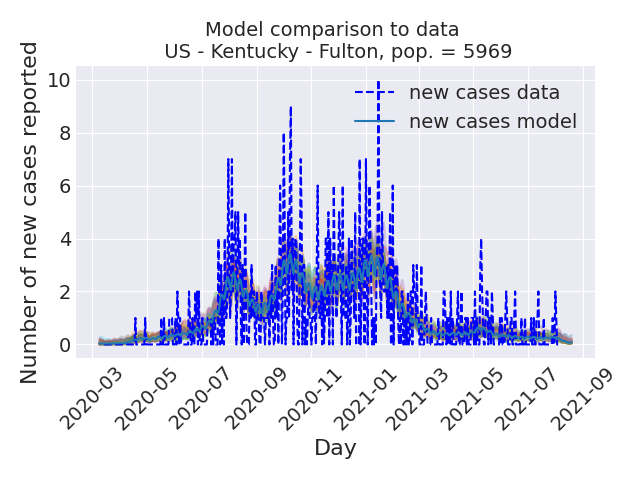 Model comparison to data
US - Kentucky - Fulton, pop. = 5969
Number of new cases reported
10
8
6
4
2
0
new cases data
new cases model
2020-03
2020-05
2020-07
2020-09
2020-11
2021-01
2021-03
2021-05
2021-07
2021-09
Day